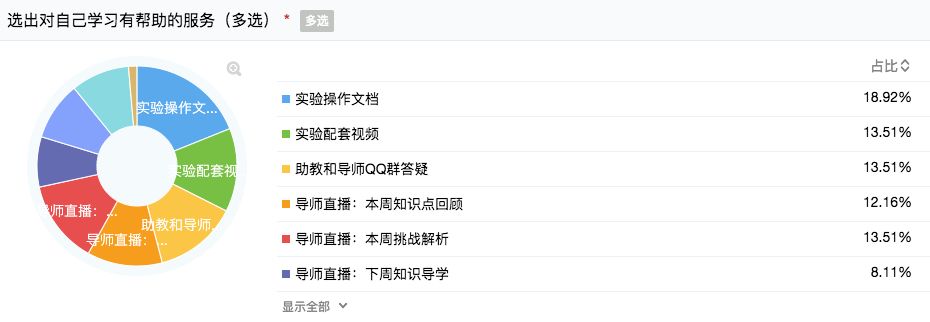 选出对自己学习有帮助的服务（多选） * 多选
占比
实验操作文档 18.92%
实验配套视频 13.51%
助教和导师QQ群答疑 13.51%
导师直播：本周知识点回顾 12.16%
导师直播：本周挑战解析 13.51%
导师直播：下周知识导学 8.11%
显示全部
实验操作文...
实验配套视
助教和导师...
导师直播：...
导师直播：...